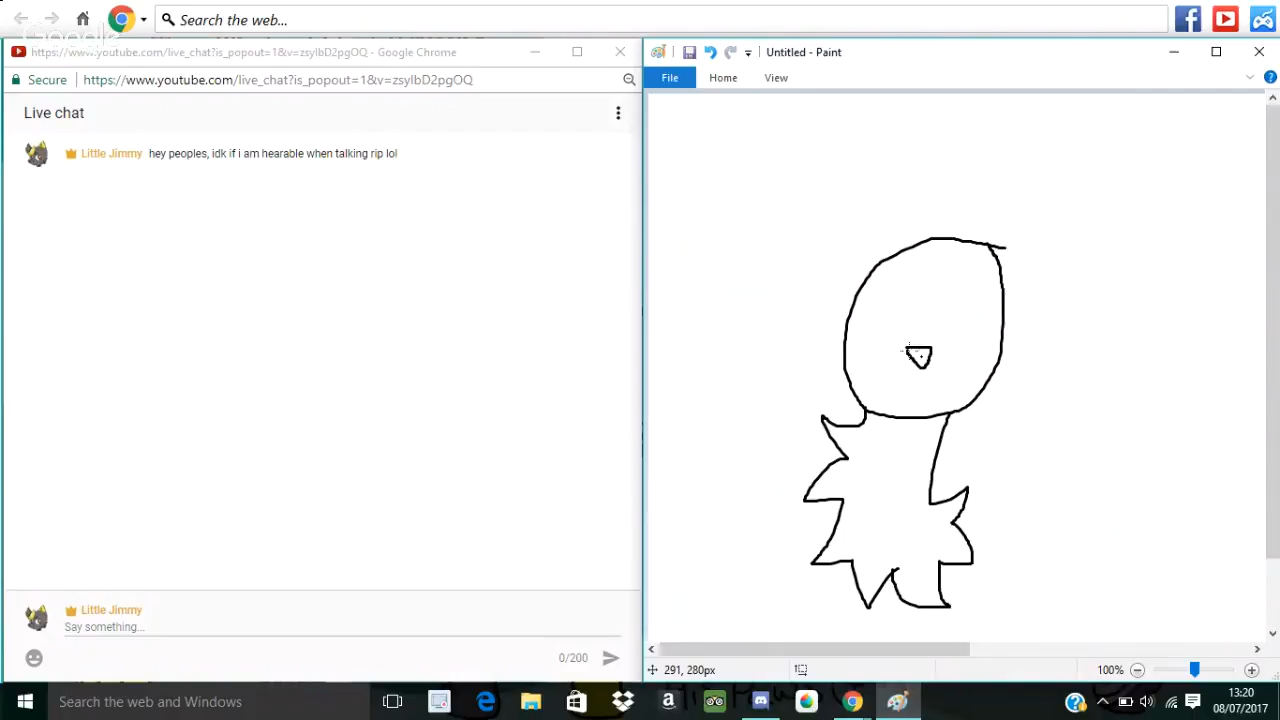 Search the web...
Google
https://www.youtube.com/live_chat?is_popout=1&v=zsylbD2pgOQ - Google Chrome
Untitled - Paint
Secure https://www.youtube.com/live_chat?is_popout=1&v=zsylbD2pgOQ
File Home View
Live chat
Little Jimmy hey peoples, idk if i am hearable when talking rip lol
Little Jimmy
Say something...
0/200
291, 280px
100%
Search the web and Windows
13:20
08/07/2017